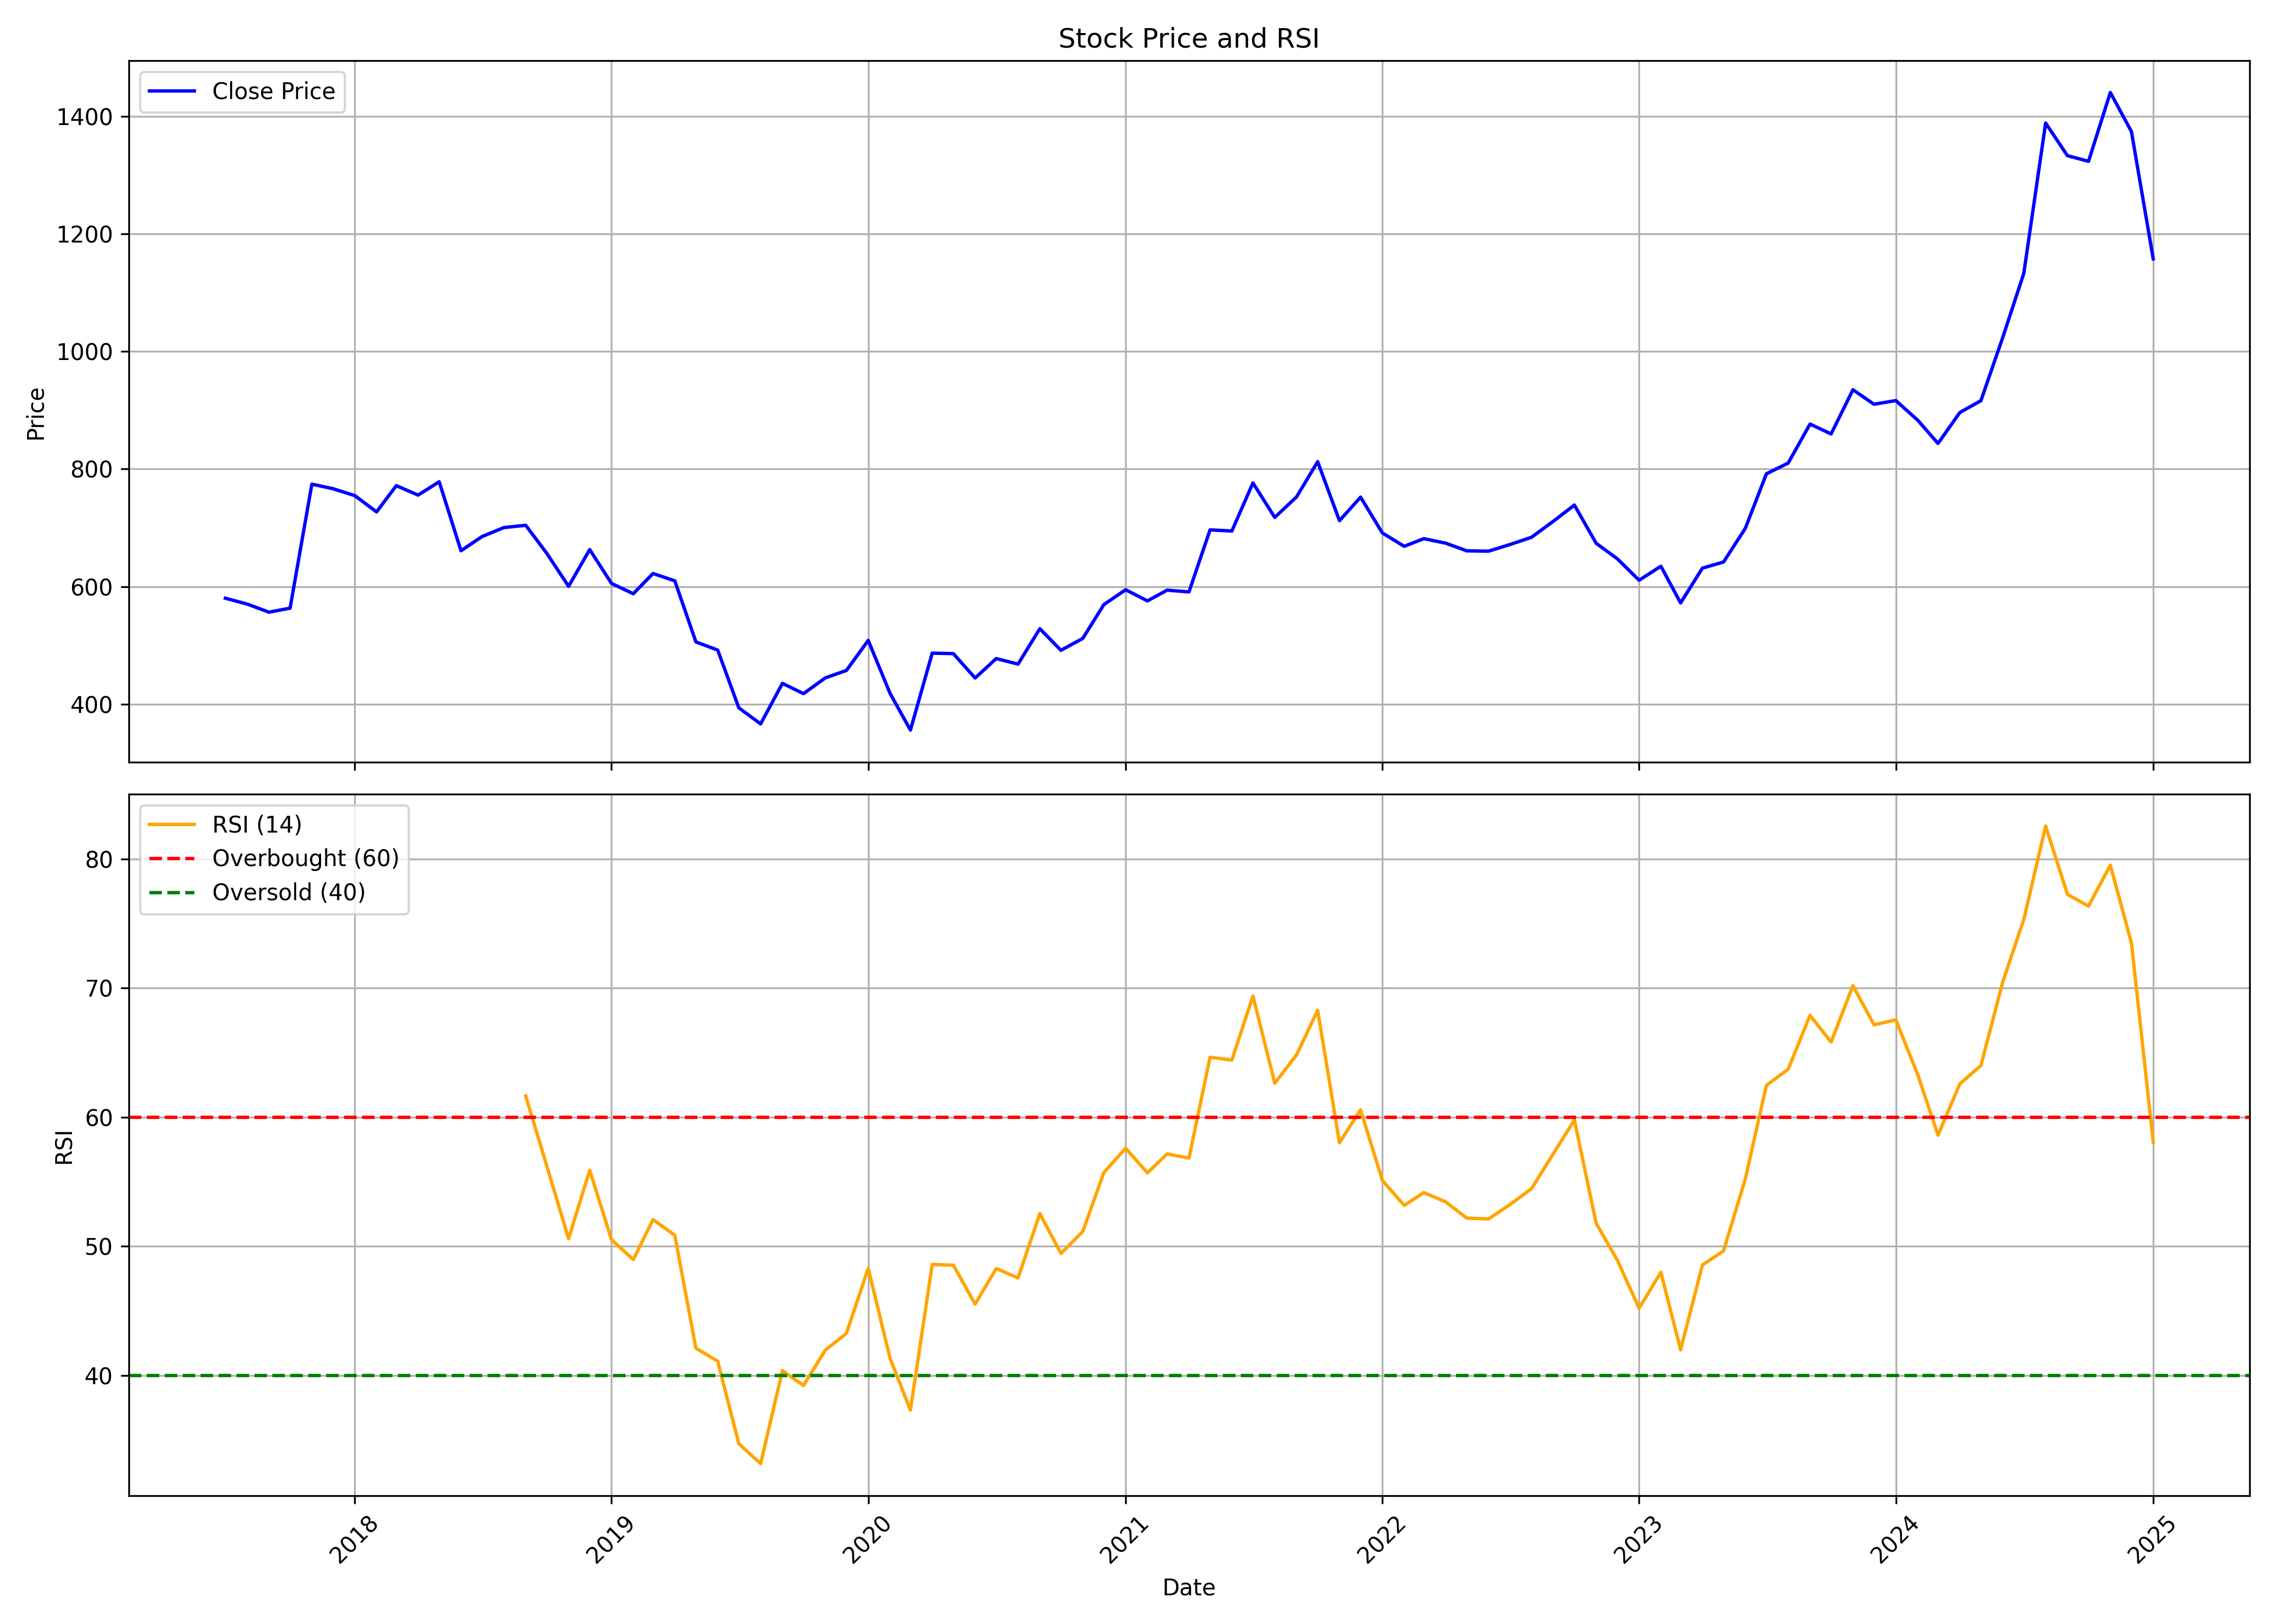 Stock Price and RSI
Close Price
1400
1200
1000
800
600
400
Price
RSI (14)
Overbought (60)
Oversold (40)
80
70
60
50
40
RSI
2018 2019 2020 2021 2022 2023 2024 2025
Date